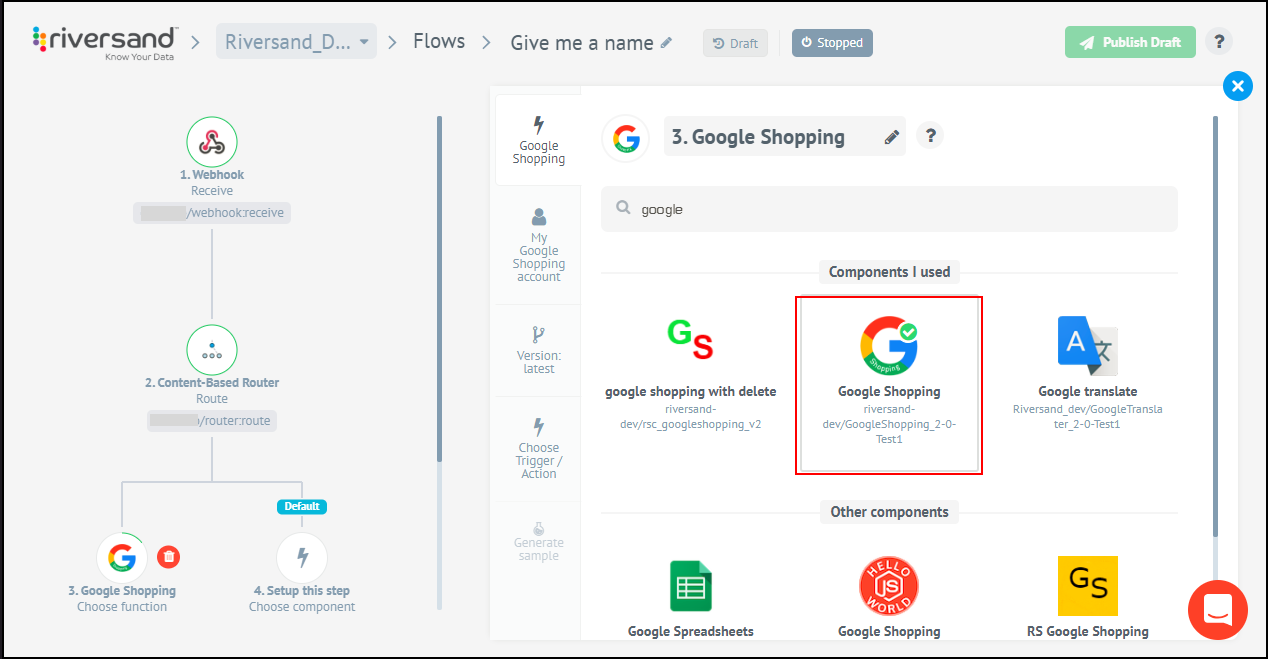 riversand
Know Your Data
Riversand_D...
Flows
Give me a name
Draft
Stopped
Publish Draft
?
1. Webhook
Receive
/webhook:receive
2. Content-Based Router
Route
/router:route
Default
3. Google Shopping
Choose function
4. Setup this step
Choose component
Google
Shopping
My
Google
Shopping
account
Version:
latest
Choose
Trigger /
Action
Generate
sample
3. Google Shopping
?
google
Components I used
G
S
google shopping with delete
riversand-
dev/rsc_googleshopping_v2
Shopping
Google Shopping
riversand-
dev/GoogleShopping_2-0-
Test1
A
文
Google translate
Riversand_dev/GoogleTransla
ter_2-0-Test1
Other components
Google Spreadsheets
HELLO
JS
WORLD
Google Shopping
GS
RS Google Shopping